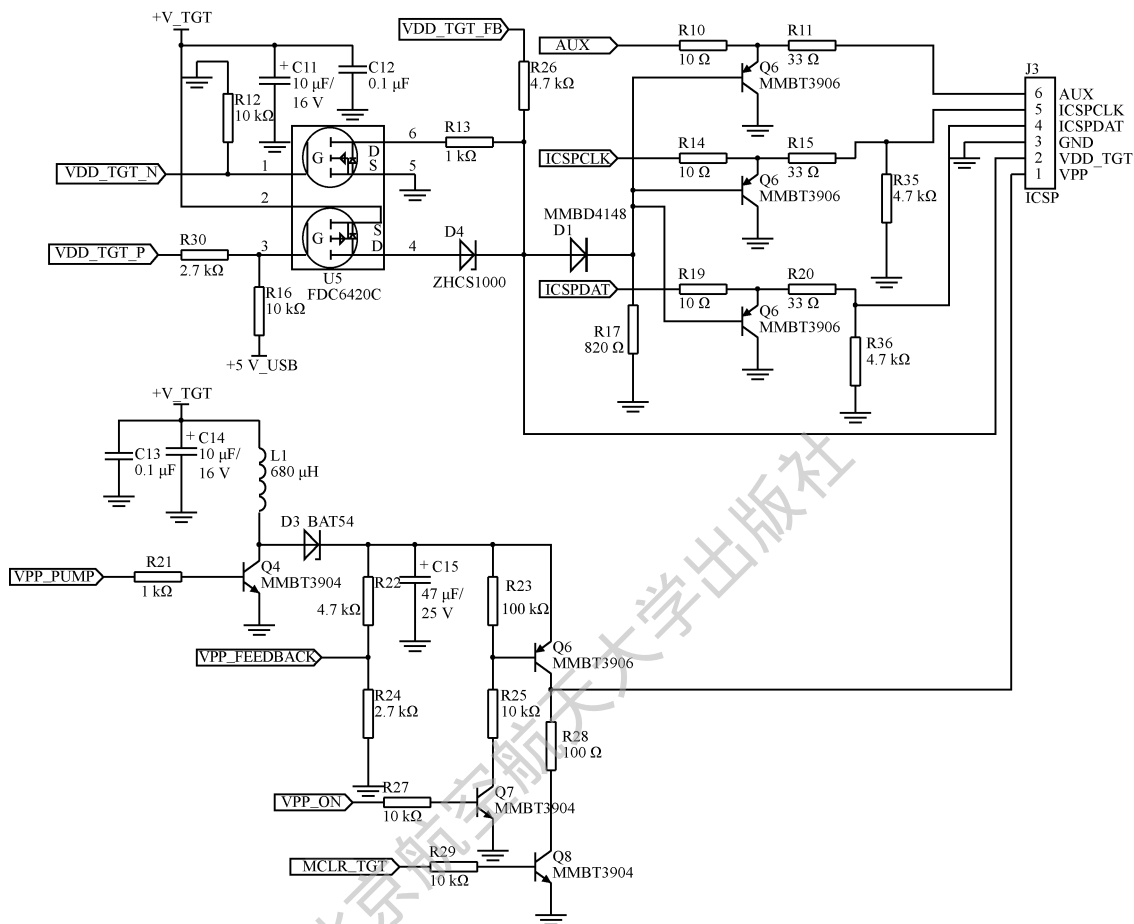 +V_TGT
VDD_TGT_FB
AUX
R10
10 Ω
R11
33 Ω
Q6
MMBT3906
+
C11
10 μF/
16 V
C12
0.1 μF
R26
4.7 kΩ
R12
10 kΩ
J3
6 AUX
5 ICSPCLK
4 ICSPDAT
3 GND
2 VDD_TGT
1 VPP
ICSP
VDD_TGT_N
1
6
D
G
S
5
R13
1 kΩ
ICSPCLK
R14
10 Ω
R15
33 Ω
Q6
MMBT3906
R35
4.7 kΩ
2
VDD_TGT_P
R30
2.7 kΩ
3
G
S
D
4
U5
FDC6420C
D4
ZHCS1000
MMBD4148
D1
R16
10 kΩ
+5 V_USB
ICSPDAT
R19
10 Ω
R20
33 Ω
Q6
MMBT3906
R17
820 Ω
R36
4.7 kΩ
+V_TGT
C13
0.1 μF
+
C14
10 μF/
16 V
L1
680 μH
D3 BAT54
VPP_PUMP
R21
1 kΩ
Q4
MMBT3904
R22
4.7 kΩ
+
C15
47 μF/
25 V
R23
100 kΩ
VPP_FEEDBACK
Q6
MMBT3906
R24
2.7 kΩ
R25
10 kΩ
R28
100 Ω
VPP_ON
R27
10 kΩ
Q7
MMBT3904
MCLR_TGT
R29
10 kΩ
Q8
MMBT3904
北京航空航天大学出版社